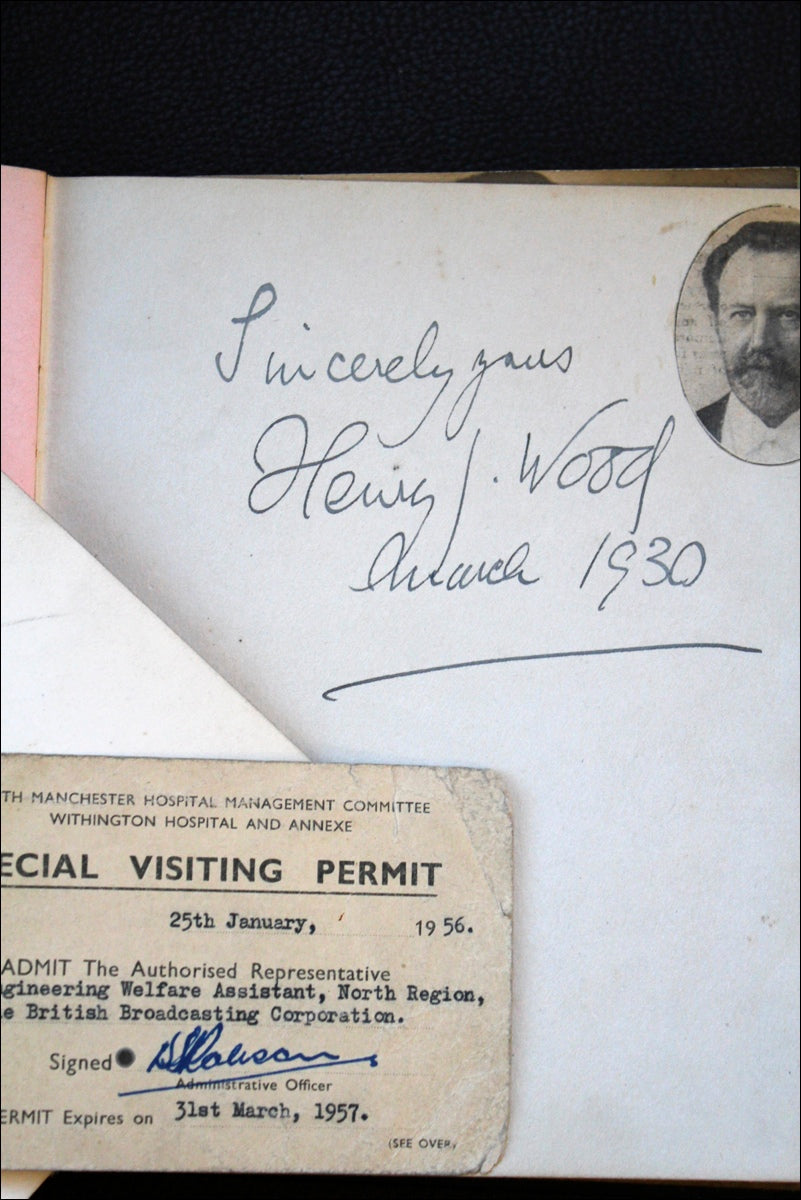 Sincerely yours
Henry J. Wood
March 1930
TH MANCHESTER HOSPITAL MANAGEMENT COMMITTEE
WITHINGTON HOSPITAL AND ANNEXE
ECIAL VISITING PERMIT
25th January, 1956.
ADMIT The Authorised Representative
gineering Welfare Assistant, North Region,
e British Broadcasting Corporation.
Signed
Administrative Officer
ERMIT Expires on 31st March, 1957.
(SEE OVER)